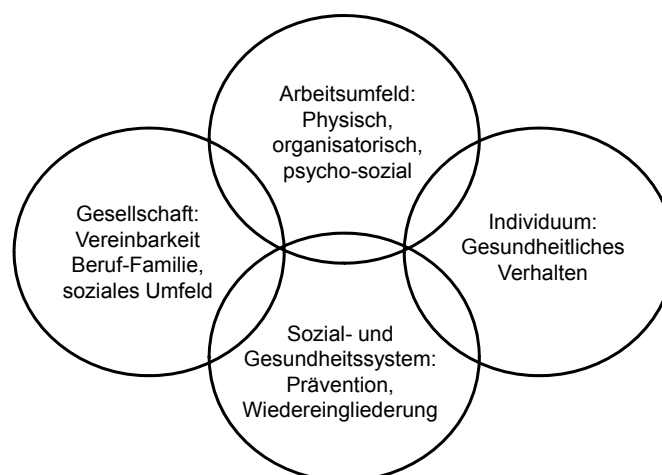 Arbeitsumfeld:
Physisch,
organisatorisch,
psycho-sozial
Gesellschaft:
Vereinbarkeit
Beruf-Familie,
soziales Umfeld
Individuum:
Gesundheitliches
Verhalten
Sozial- und
Gesundheitssystem:
Prävention,
Wiedereingliederung